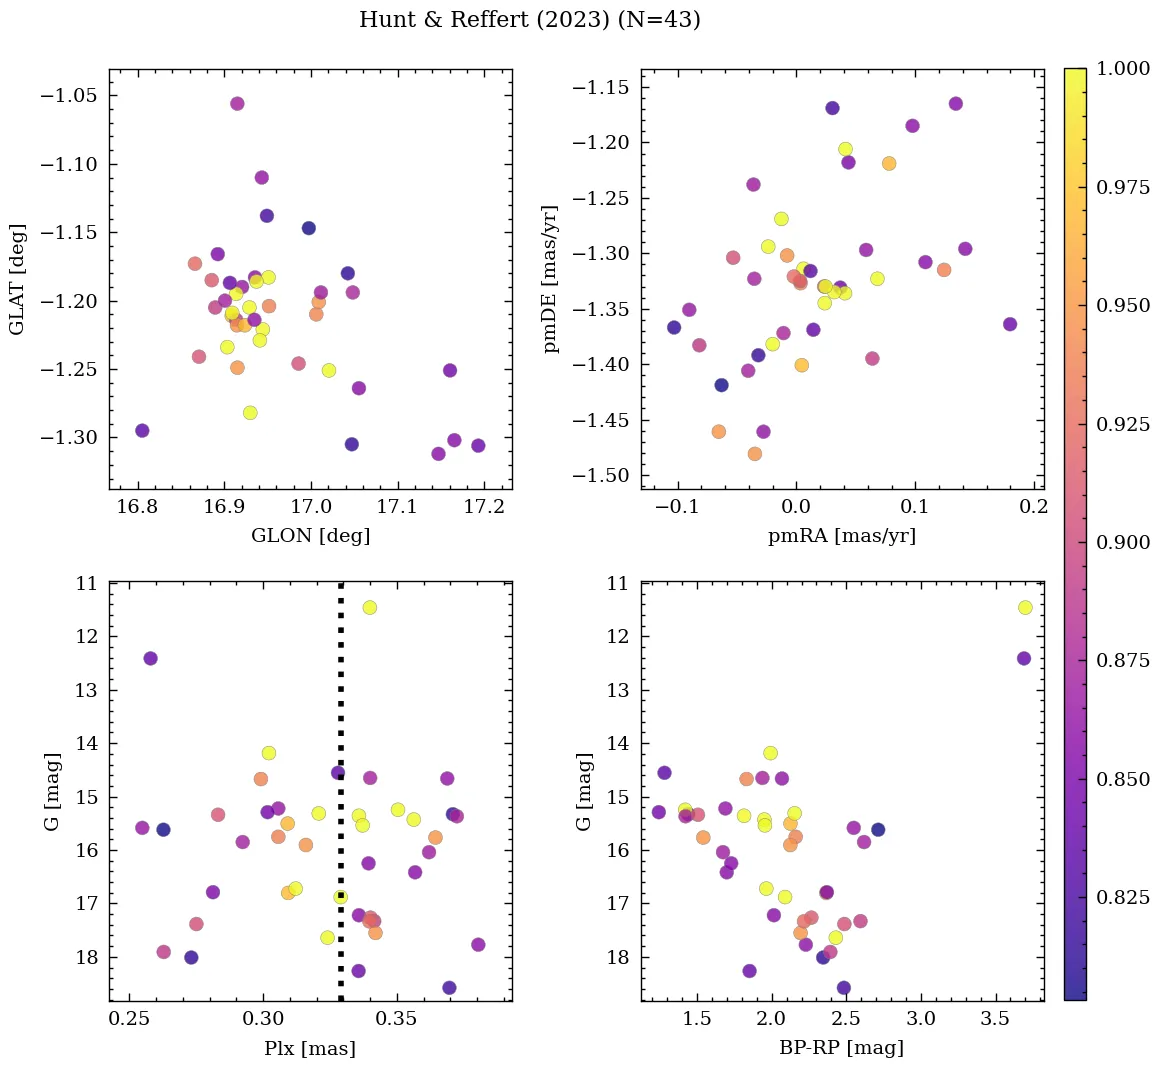 Hunt & Reffert (2023) (N=43)
GLAT [deg]
−1.05
−1.10
−1.15
−1.20
−1.25
−1.30
16.8 16.9 17.0 17.1 17.2
GLON [deg]
pmDE [mas/yr]
−1.15
−1.20
−1.25
−1.30
−1.35
−1.40
−1.45
−1.50
−0.1 0.0 0.1 0.2
pmRA [mas/yr]
G [mag]
11
12
13
14
15
16
17
18
0.25 0.30 0.35
Plx [mas]
G [mag]
11
12
13
14
15
16
17
18
1.5 2.0 2.5 3.0 3.5
BP-RP [mag]
1.000
0.975
0.950
0.925
0.900
0.875
0.850
0.825